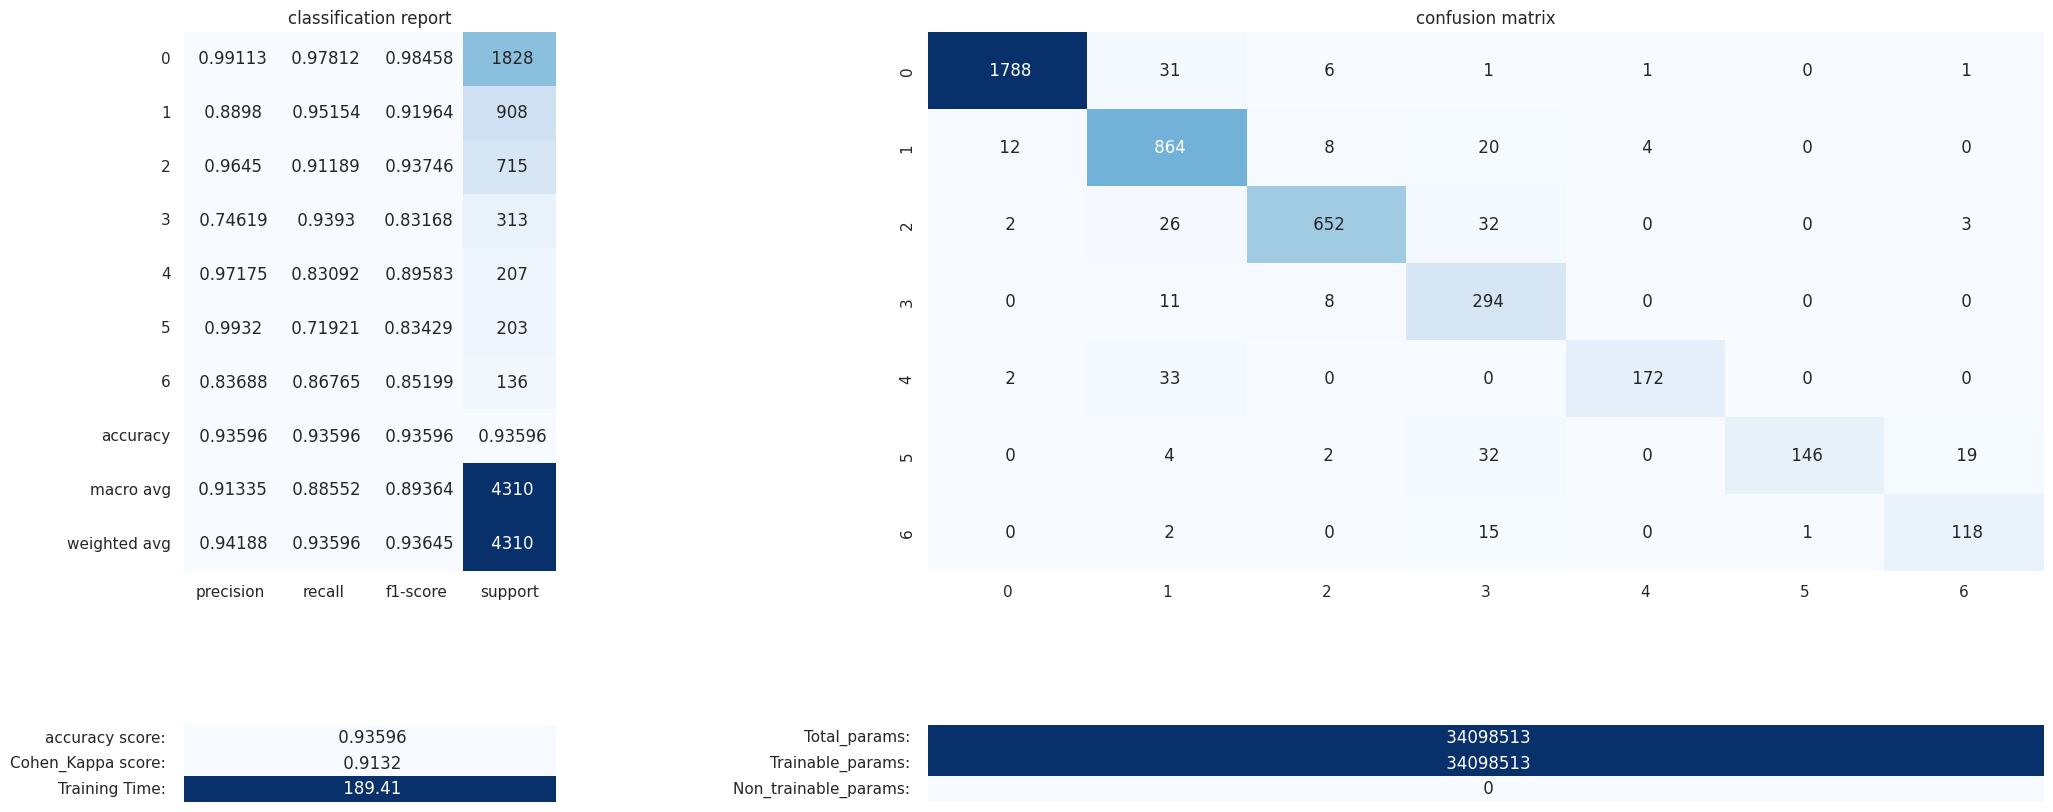 classification report
0 0.99113 0.97812 0.98458 1828
1 0.8898 0.95154 0.91964 908
2 0.9645 0.91189 0.93746 715
3 0.74619 0.9393 0.83168 313
4 0.97175 0.83092 0.89583 207
5 0.9932 0.71921 0.83429 203
6 0.83688 0.86765 0.85199 136
accuracy 0.93596 0.93596 0.93596 0.93596
macro avg 0.91335 0.88552 0.89364 4310
weighted avg 0.94188 0.93596 0.93645 4310
precision recall f1-score support
confusion matrix
0 1788 31 6 1 1 0 1
1 12 864 8 20 4 0 0
2 2 26 652 32 0 0 3
3 0 11 8 294 0 0 0
4 2 33 0 0 172 0 0
5 0 4 2 32 0 146 19
6 0 2 0 15 0 1 118
0 1 2 3 4 5 6
accuracy score: 0.93596
Cohen_Kappa score: 0.9132
Training Time: 189.41
Total_params: 34098513
Trainable_params: 34098513
Non_trainable_params: 0